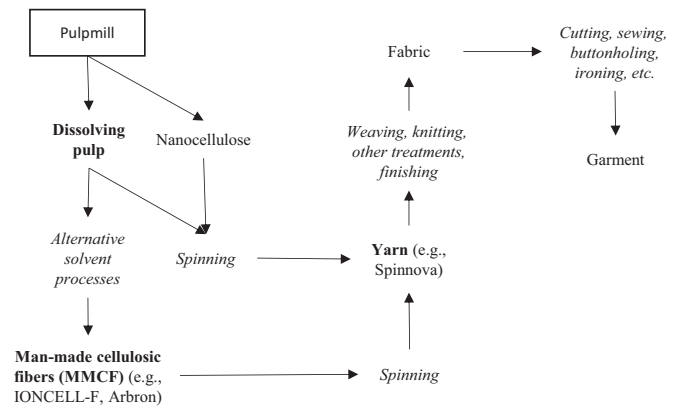 Pulpmill
Dissolving
pulp
Nanocellulose
Alternative
solvent
processes
Spinning
Man-made cellulosic
fibers (MMCF) (e.g.,
IONCELL-F, Arbron)
Spinning
Yarn (e.g.,
Spinnova)
Weaving, knitting,
other treatments,
finishing
Fabric
Cutting, sewing,
buttonholing,
ironing, etc.
Garment